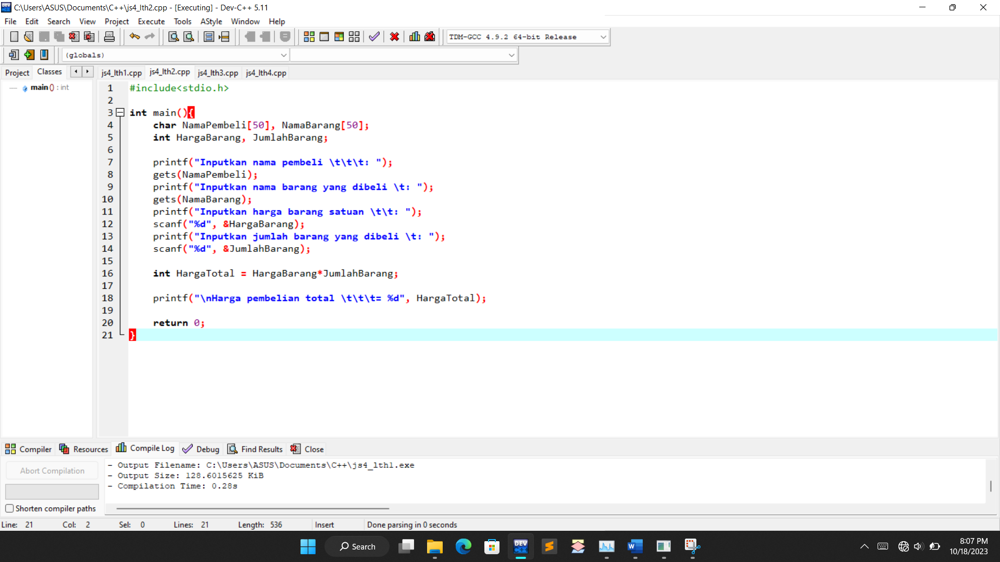 C:\Users\ASUS\Documents\C++\js4_lth2.cpp - [Executing] - Dev-C++ 5.11
File Edit Search View Project Execute Tools AStyle Window Help
TDM-GCC 4.9.2 64-bit Release
(globals)
Project Classes js4_lth1.cpp js4_lth2.cpp js4_lth3.cpp js4_lth4.cpp
main () : int
1 #include<stdio.h>
2
3 int main(){
4 char NamaPembeli[50], NamaBarang[50];
5 int HargaBarang, JumlahBarang;
6
7 printf("Inputkan nama pembeli \t\t\t: ");
8 gets(NamaPembeli);
9 printf("Inputkan nama barang yang dibeli \t: ");
10 gets(NamaBarang);
11 printf("Inputkan harga barang satuan \t\t: ");
12 scanf("%d", &HargaBarang);
13 printf("Inputkan jumlah barang yang dibeli \t: ");
14 scanf("%d", &JumlahBarang);
15
16 int HargaTotal = HargaBarang*JumlahBarang;
17
18 printf("\nHarga pembelian total \t\t\t= %d", HargaTotal);
19
20 return 0;
21 }
Compiler Resources Compile Log Debug Find Results Close
Abort Compilation
Shorten compiler paths
- Output Filename: C:\Users\ASUS\Documents\C++\js4_lth1.exe
- Output Size: 128.6015625 KiB
- Compilation Time: 0.28s
Line: 21 Col: 2 Sel: 0 Lines: 21 Length: 536 Insert Done parsing in 0 seconds
Search
DEV C++
W
8:07 PM
10/18/2023